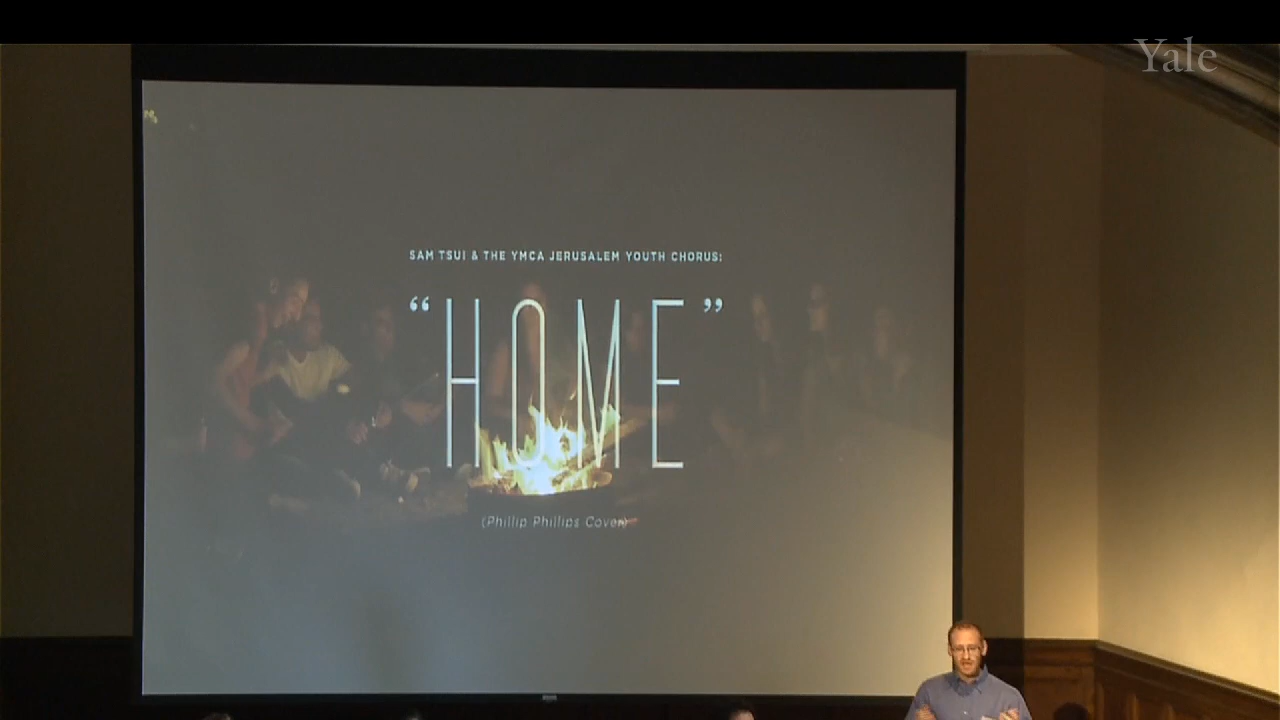 Yale
SAM TSUI & THE YMCA JERUSALEM YOUTH CHORUS:
“HOME”
(Phillip Phillips Cover)